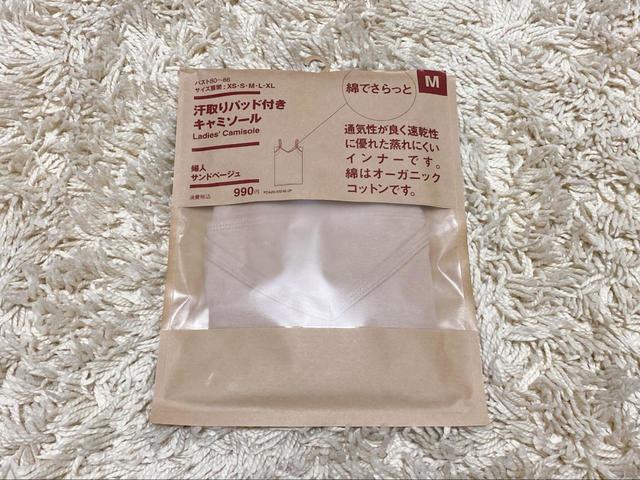 バスト80〜86
サイズ展開：XS・S・M・L・XL
汗取りパッド付き
キャミソール
Ladies' Camisole
婦人
サンドベージュ
消費税込
990円
綿でさらっと
M
通気性が良く速乾性
に優れた蒸れにくい
インナーです。
綿はオーガニック
コットンです。